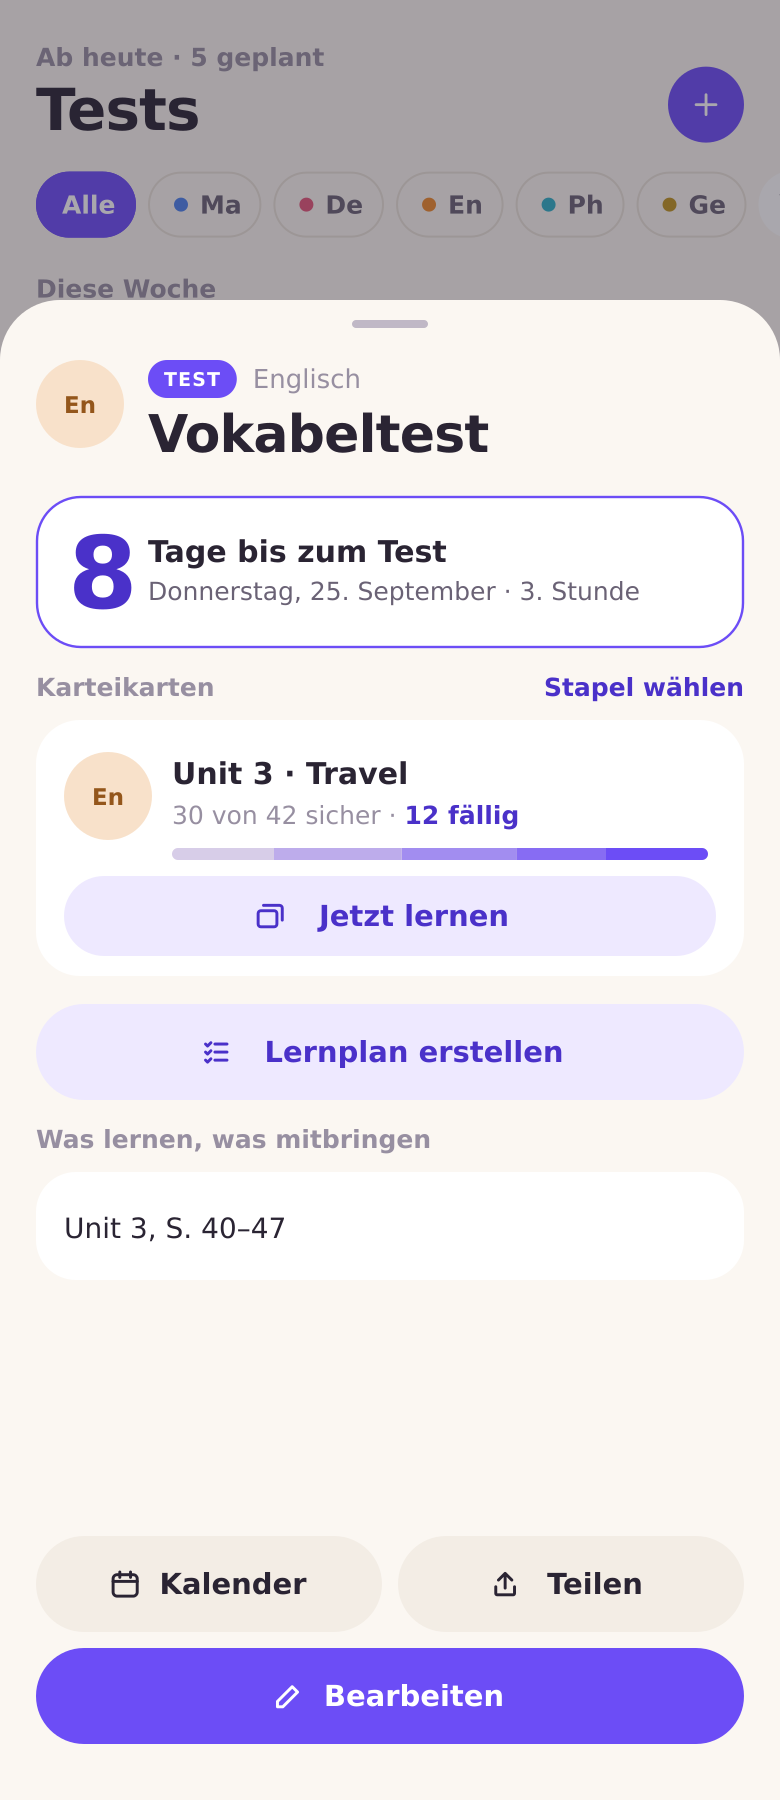 Ab heute · 5 geplant
Tests
Alle
Ma
De
En
Ph
Ge
Diese Woche
En
TEST
Englisch
Vokabeltest
8
Tage bis zum Test
Donnerstag, 25. September · 3. Stunde
Karteikarten
Stapel wählen
En
Unit 3 · Travel
30 von 42 sicher · 12 fällig
Jetzt lernen
Lernplan erstellen
Was lernen, was mitbringen
Unit 3, S. 40–47
Kalender
Teilen
Bearbeiten